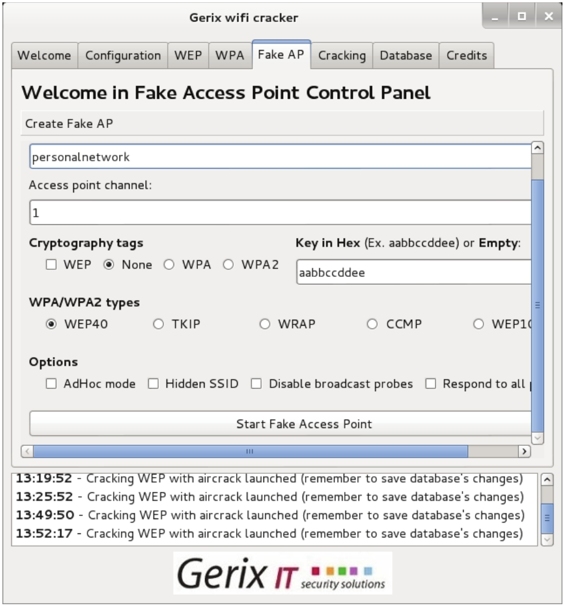 Gerix wifi cracker
Welcome Configuration WEP WPA Fake AP Cracking Database Credits
Welcome in Fake Access Point Control Panel
Create Fake AP
personalnetwork
Access point channel:
1
Cryptography tags Key in Hex (Ex. aabbccddee) or Empty:
WEP None WPA WPA2
aabbccddee
WPA/WPA2 types
WEP40 TKIP WRAP CCMP
Options
AdHoc mode Hidden SSID Disable broadcast probes Respond to all
Start Fake Access Point
13:19:52 - Cracking WEP with aircrack launched (remember to save database's changes)
13:25:52 - Cracking WEP with aircrack launched (remember to save database's changes)
13:49:50 - Cracking WEP with aircrack launched (remember to save database's changes)
13:52:17 - Cracking WEP with aircrack launched (remember to save database's changes)
Gerix IT security solutions